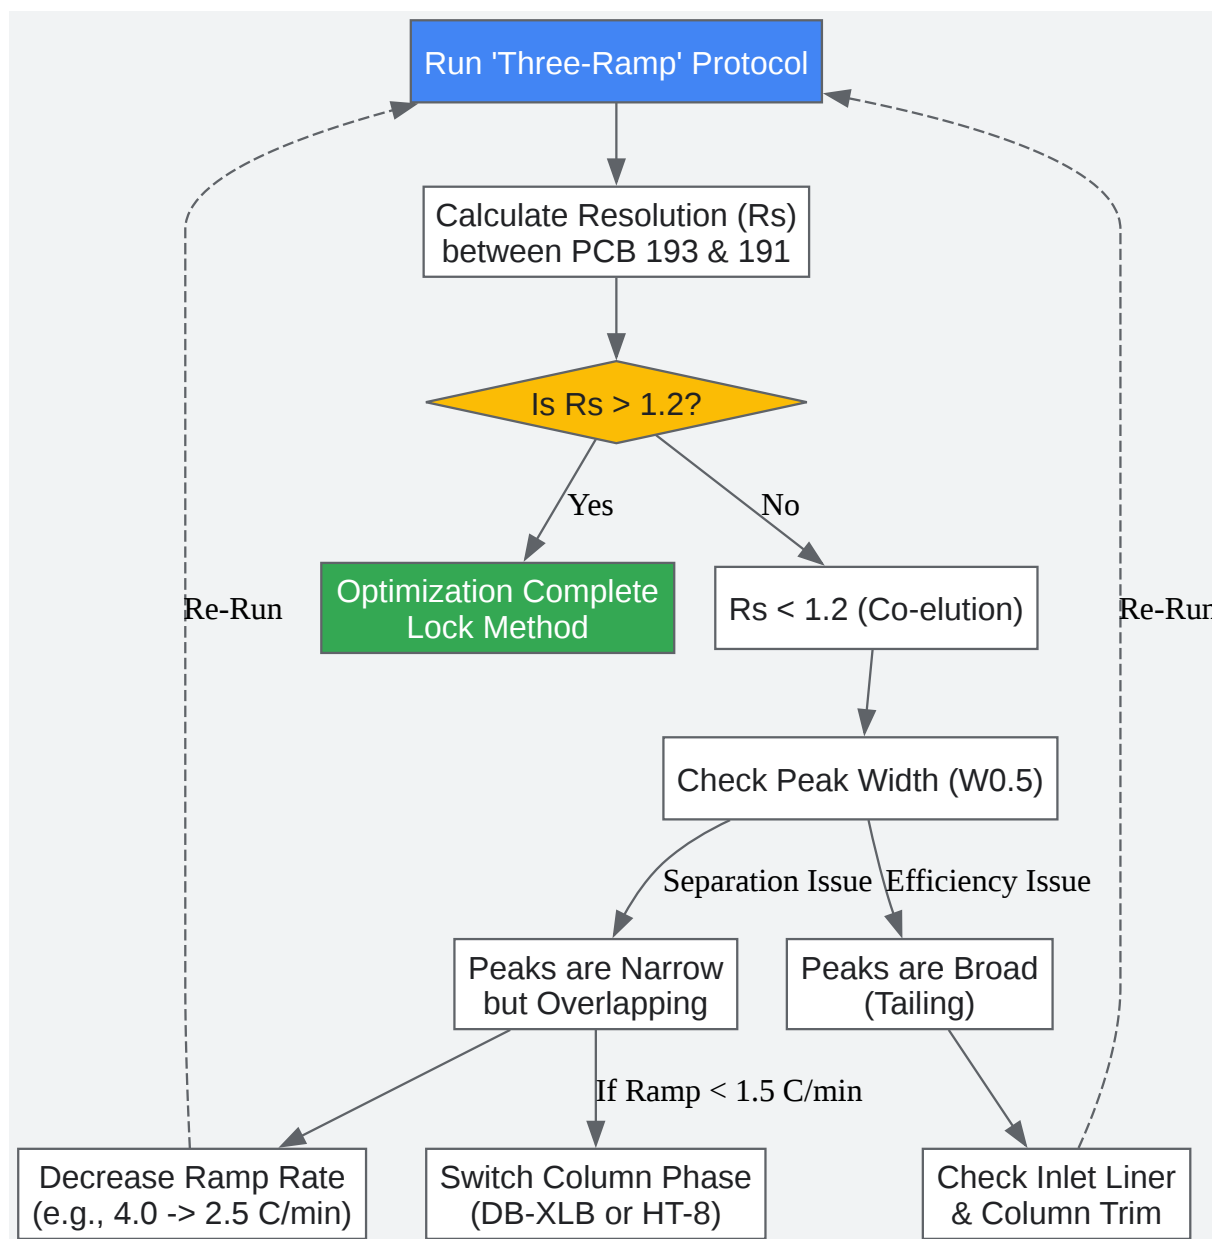 Run 'Three-Ramp' Protocol
Calculate Resolution (Rs)
between PCB 193 & 191
Is Rs > 1.2?
Yes
No
Optimization Complete
Lock Method
Rs < 1.2 (Co-elution)
Re-Run
Re-Run
Check Peak Width (W0.5)
Separation Issue
Efficiency Issue
Peaks are Narrow
but Overlapping
Peaks are Broad
(Tailing)
If Ramp < 1.5 C/min
Decrease Ramp Rate
(e.g., 4.0 -> 2.5 C/min)
Switch Column Phase
(DB-XLB or HT-8)
Check Inlet Liner
& Column Trim